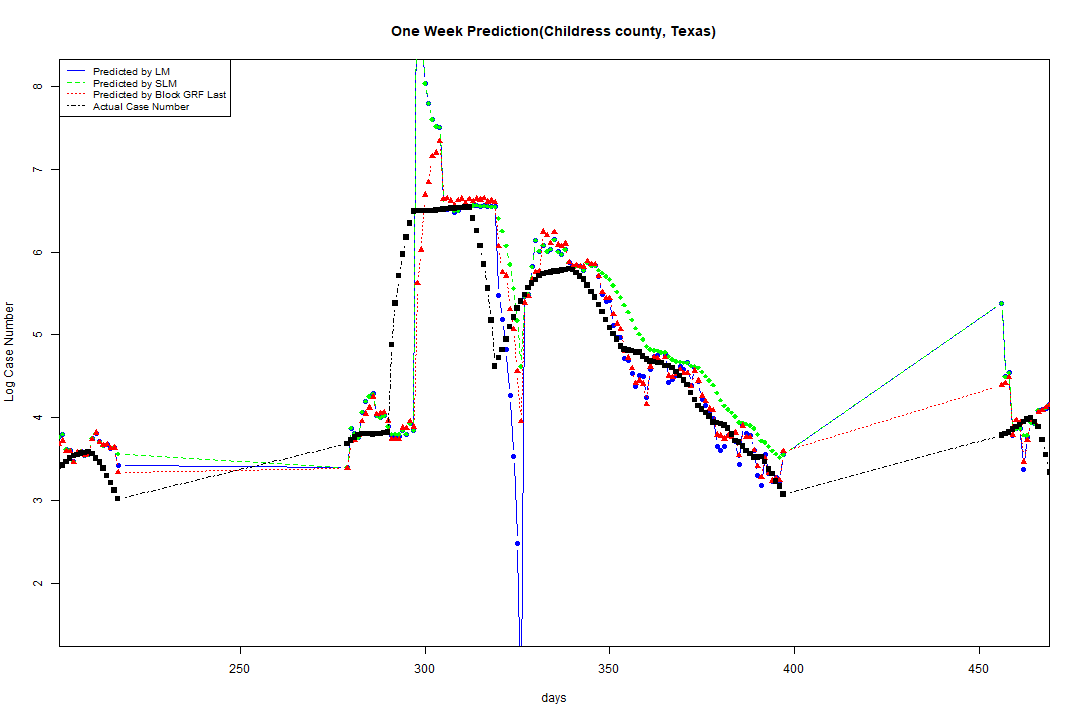 One Week Prediction(Childress county, Texas)
Predicted by LM
Predicted by SLM
Predicted by Block GRF Last
Actual Case Number
Log Case Number
8
7
6
5
4
3
2
250 300 350 400 450
days